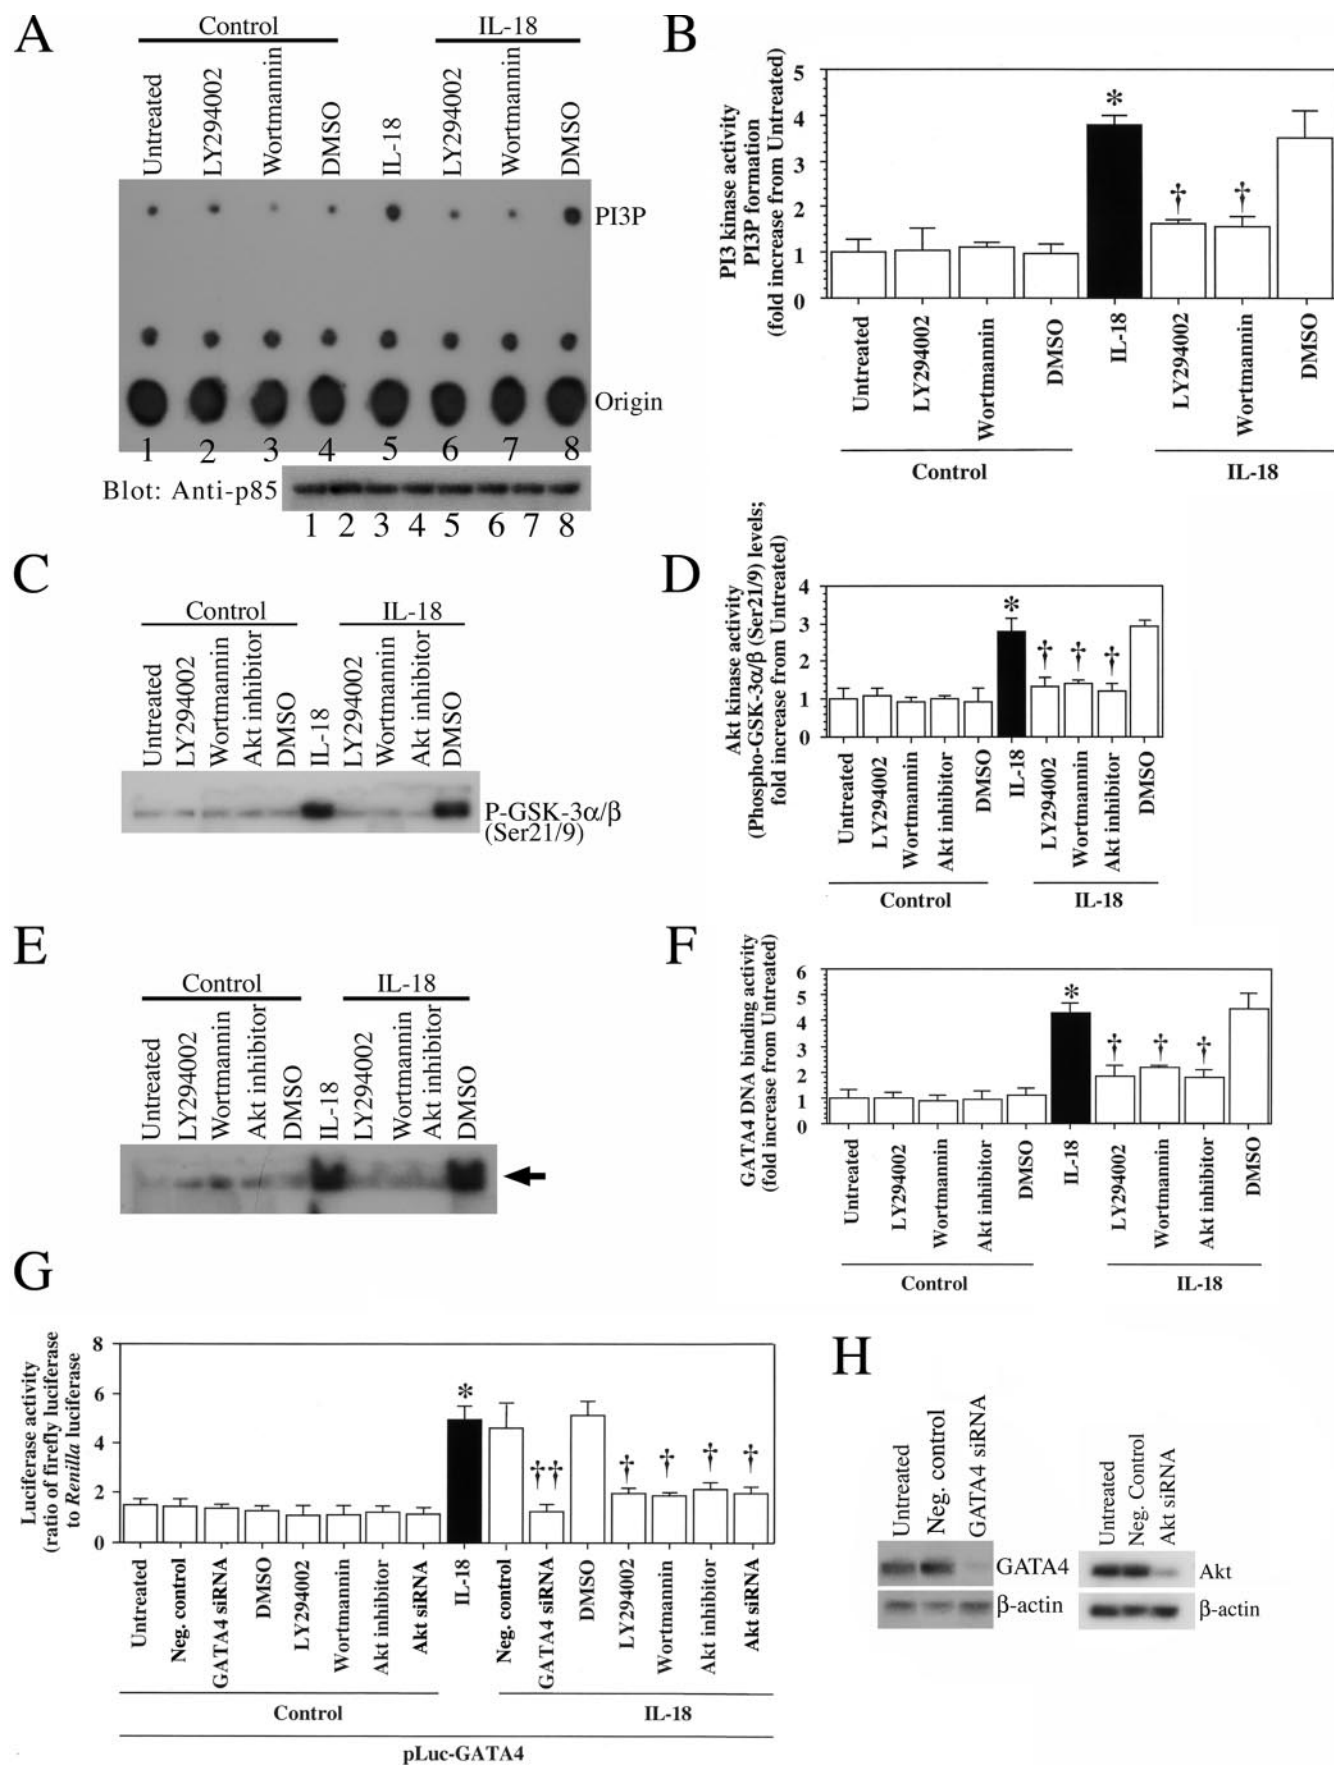 A
Control
IL-18
Untreated
LY294002
Wortmannin
DMSO
IL-18
LY294002
Wortmannin
DMSO
PI3P
Origin
1 2 3 4 5 6 7 8
Blot: Anti-p85
1 2 3 4 5 6 7 8
B
PI3 kinase activity
PI3P formation
(fold increase from Untreated)
5
4
3
2
1
0
*
†
†
Untreated
LY294002
Wortmannin
DMSO
IL-18
LY294002
Wortmannin
DMSO
Control
IL-18
C
Control
IL-18
Untreated
LY294002
Wortmannin
Akt inhibitor
DMSO
IL-18
LY294002
Wortmannin
Akt inhibitor
DMSO
P-GSK-3α/β
(Ser21/9)
D
Akt kinase activity
(Phospho-GSK-3α/β (Ser21/9) levels;
fold increase from Untreated)
4
3
2
1
0
*
†
†
†
Untreated
LY294002
Wortmannin
Akt inhibitor
DMSO
IL-18
LY294002
Wortmannin
Akt inhibitor
DMSO
Control
IL-18
E
Control
IL-18
Untreated
LY294002
Wortmannin
Akt inhibitor
DMSO
IL-18
LY294002
Wortmannin
Akt inhibitor
DMSO
F
GATA4 DNA binding activity
(fold increase from Untreated)
6
5
4
3
2
1
0
*
†
†
†
Untreated
LY294002
Wortmannin
Akt inhibitor
DMSO
IL-18
LY294002
Wortmannin
Akt inhibitor
DMSO
Control
IL-18
G
Luciferase activity
(ratio of firefly luciferase
to Renilla luciferase
8
6
4
2
0
*
††
†
†
†
†
Untreated
Neg. control
GATA4 siRNA
DMSO
LY294002
Wortmannin
Akt inhibitor
Akt siRNA
IL-18
Neg. control
GATA4 siRNA
DMSO
LY294002
Wortmannin
Akt inhibitor
Akt siRNA
Control
IL-18
pLuc-GATA4
H
Untreated
Neg. control
GATA4 siRNA
GATA4
β-actin
Untreated
Neg. Control
Akt siRNA
Akt
β-actin